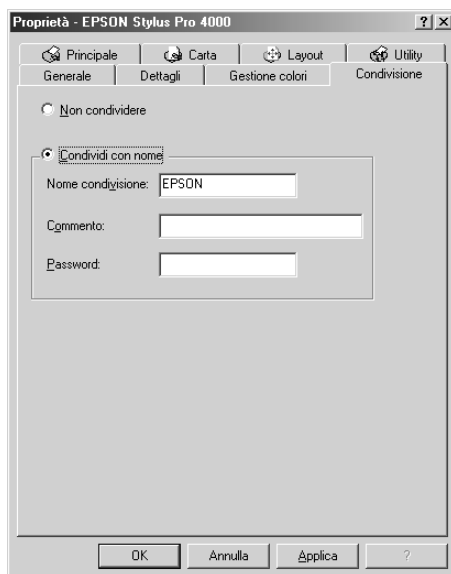 Proprietà - EPSON Stylus Pro 4000 ? ×
Principale Carta Layout Utility
Generale Dettagli Gestione colori Condivisione
Non condividere
Condividi con nome
Nome condivisione: EPSON
Commento:
Password:
OK Annulla Applica ?